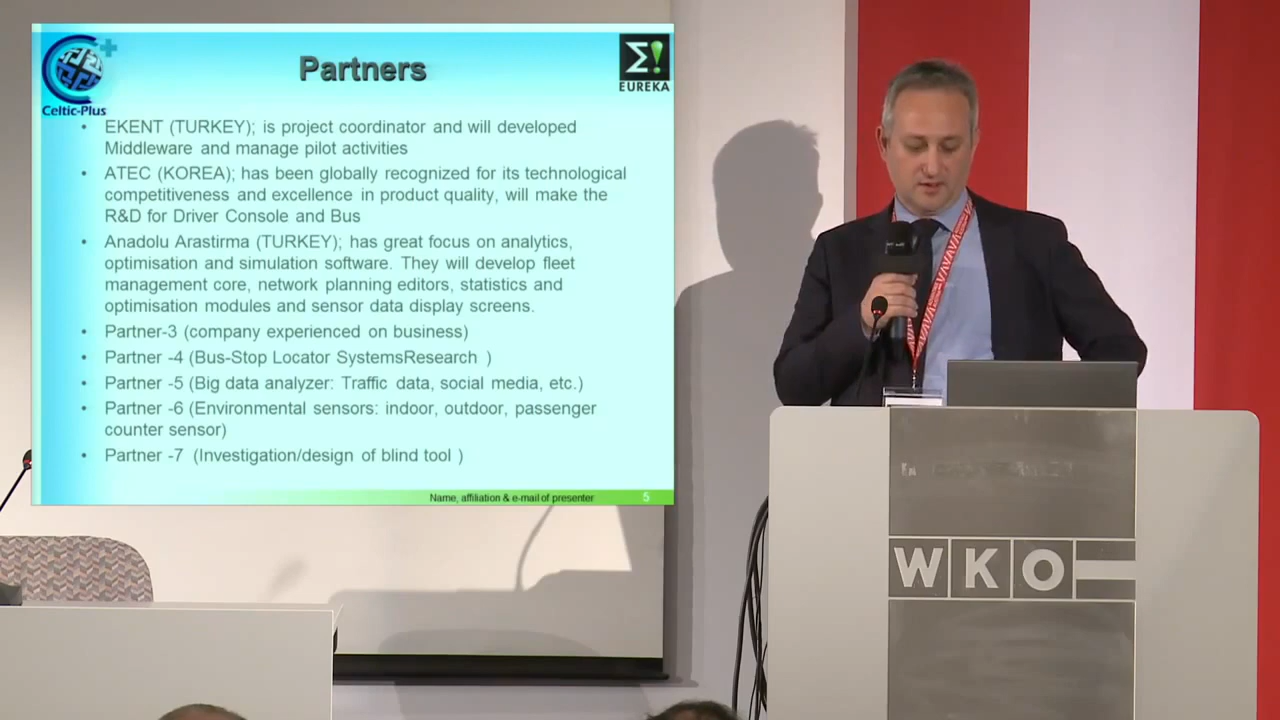 Partners
Celtic-Plus
Σ!
EUREKA
• EKENT (TURKEY); is project coordinator and will developed
Middleware and manage pilot activities
• ATEC (KOREA); has been globally recognized for its technological
competitiveness and excellence in product quality, will make the
R&D for Driver Console and Bus
• Anadolu Arastirma (TURKEY); has great focus on analytics,
optimisation and simulation software. They will develop fleet
management core, network planning editors, statistics and
optimisation modules and sensor data display screens.
• Partner-3 (company experienced on business)
• Partner -4 (Bus-Stop Locator SystemsResearch )
• Partner -5 (Big data analyzer: Traffic data, social media, etc.)
• Partner -6 (Environmental sensors: indoor, outdoor, passenger
counter sensor)
• Partner -7 (Investigation/design of blind tool )
Name, affiliation & e-mail of presenter 5
WKO